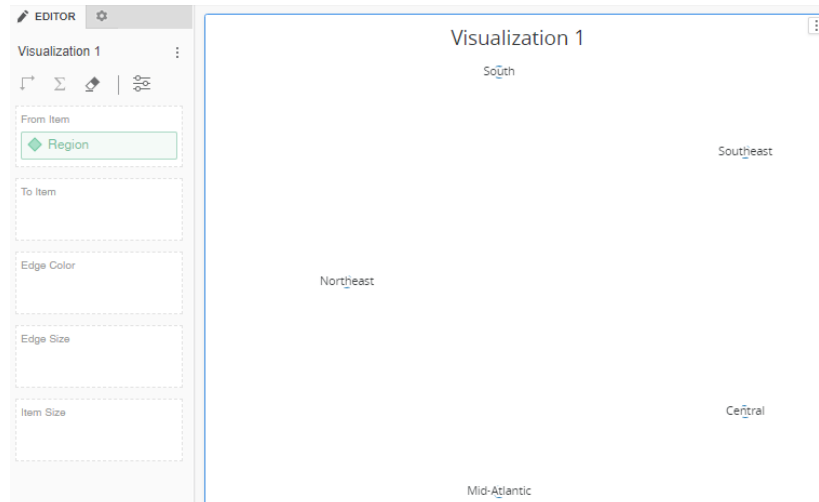 EDITOR
Visualization 1
From Item
Region
To Item
Edge Color
Edge Size
Item Size
Visualization 1
South
Southeast
Northeast
Central
Mid-Atlantic